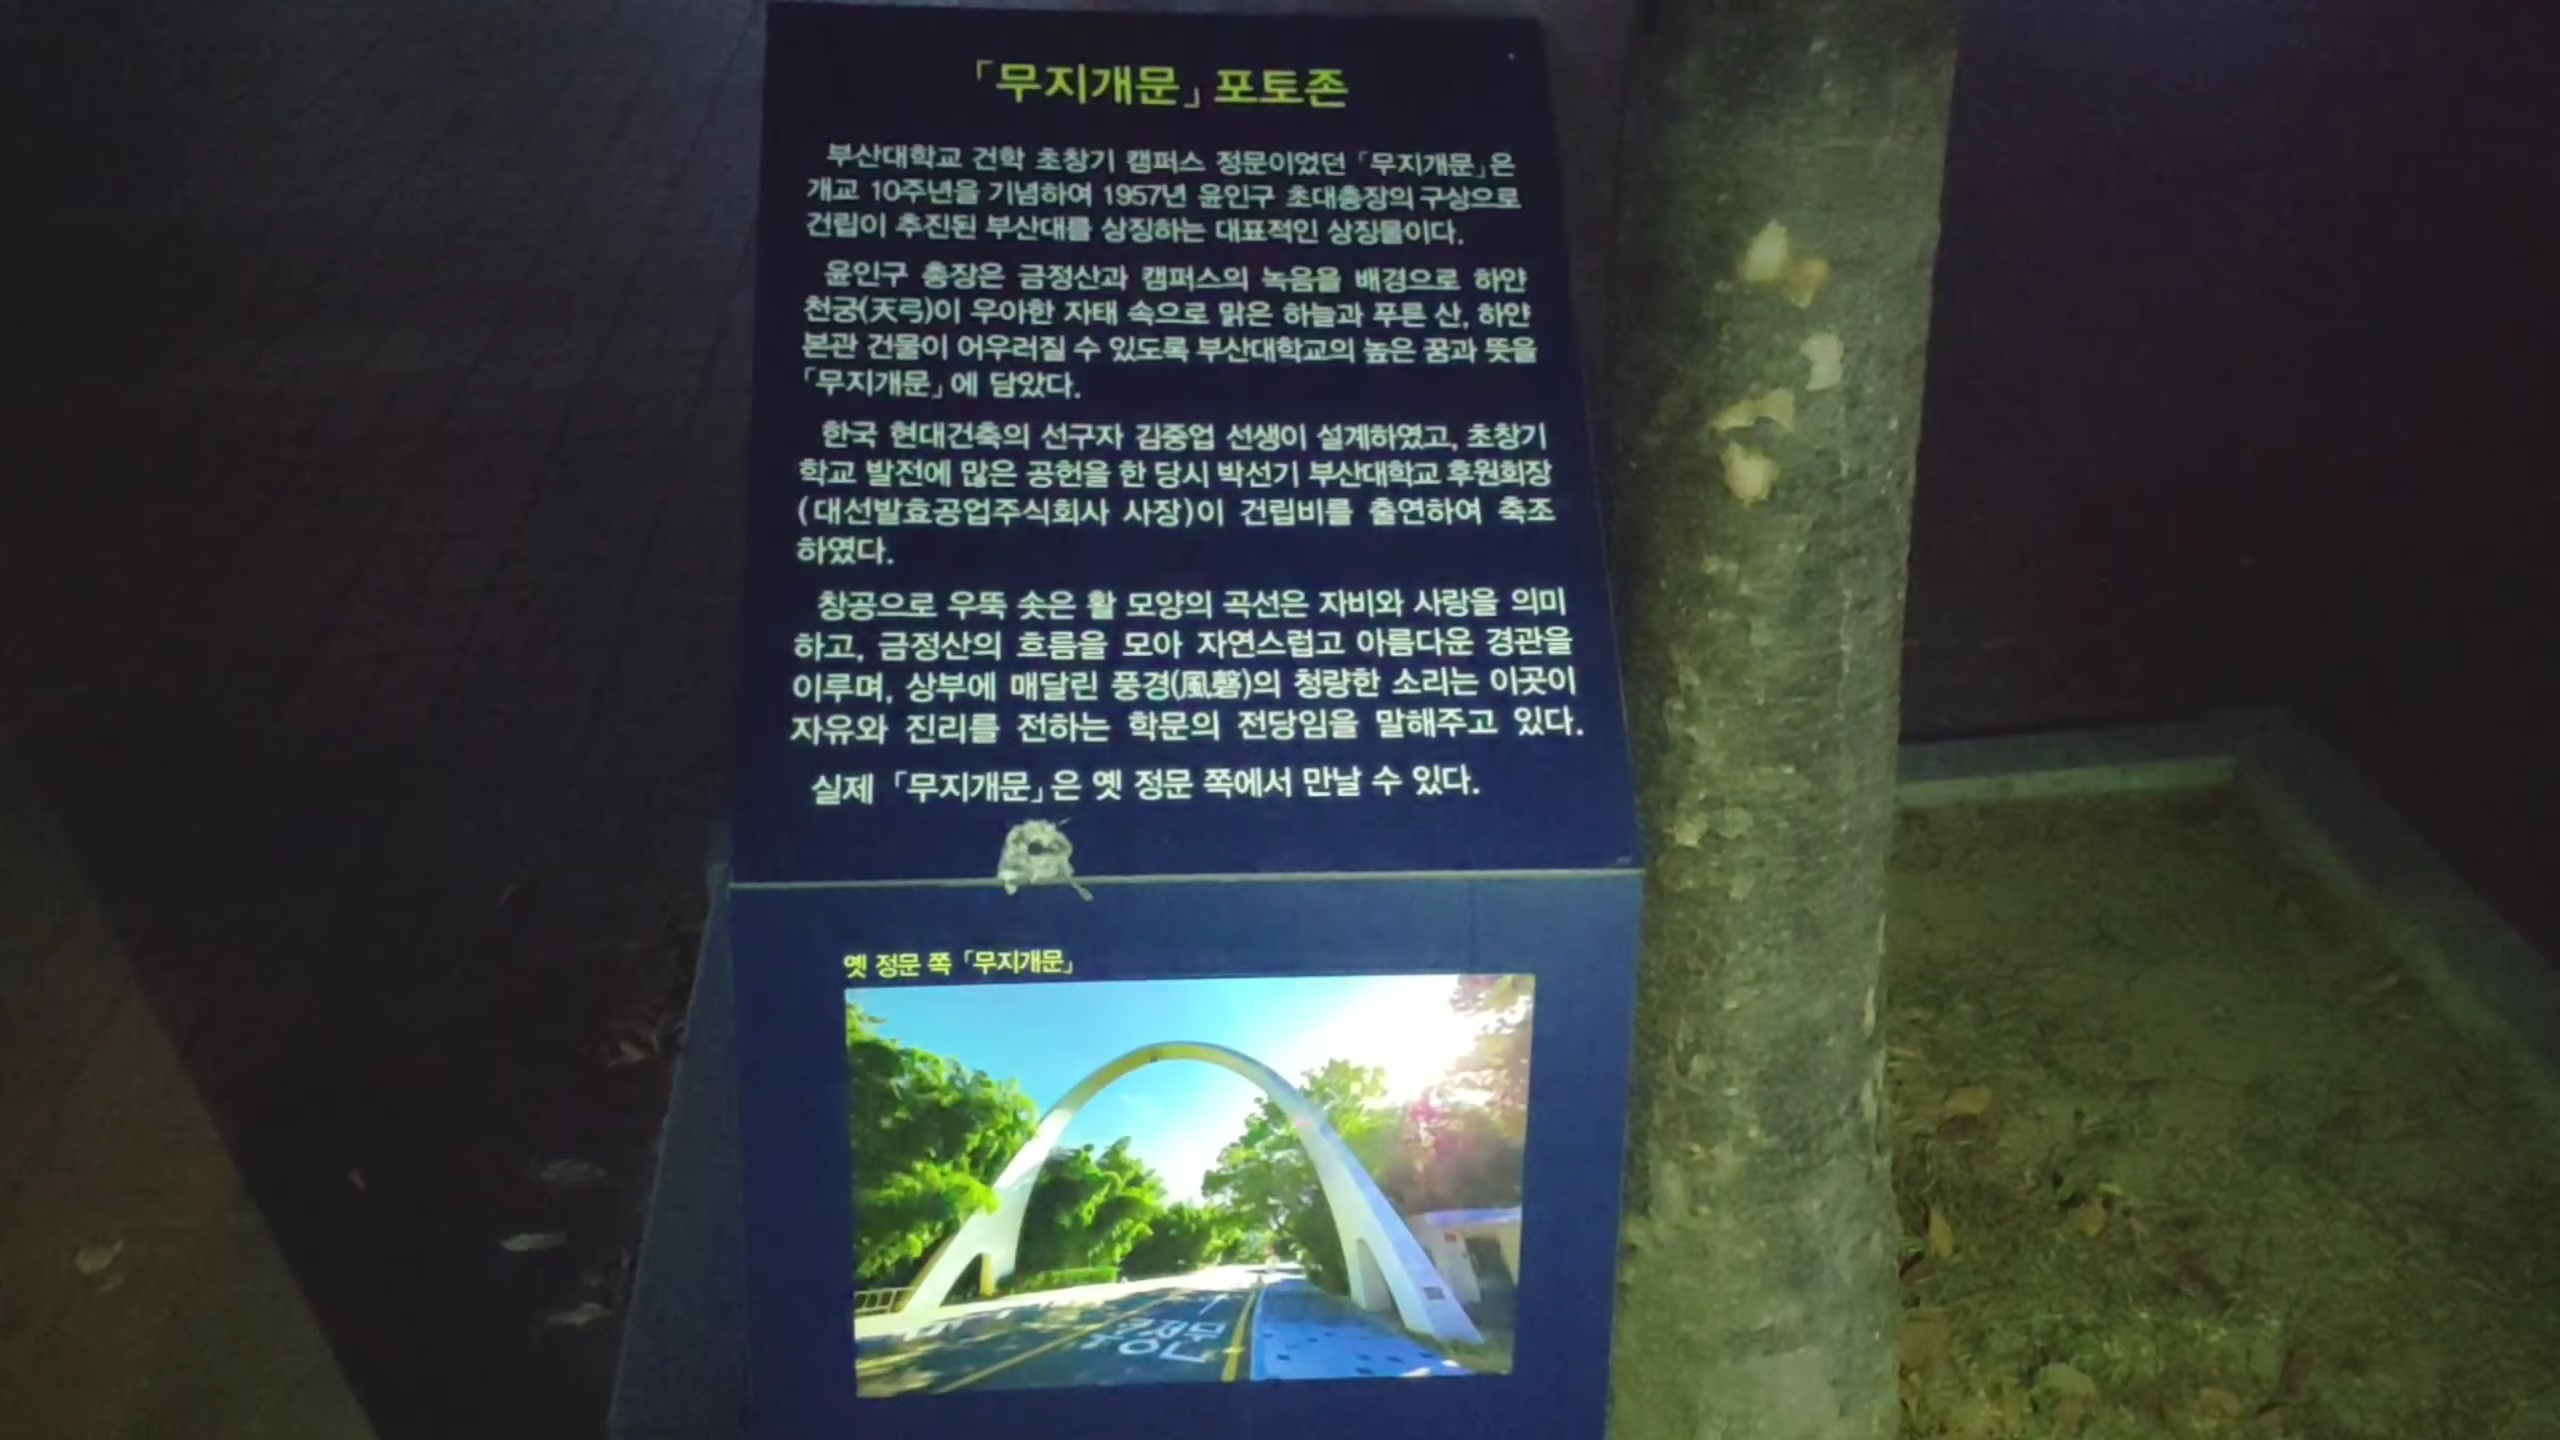 「무지개문」 포토존
부산대학교 건학 초창기 캠퍼스 정문이었던 「무지개문」은
개교 10주년을 기념하여 1957년 윤인구 초대총장의 구상으로
건립이 추진된 부산대를 상징하는 대표적인 상징물이다.
윤인구 총장은 금정산과 캠퍼스의 녹음을 배경으로 하얀
천궁(天弓)이 우아한 자태 속으로 맑은 하늘과 푸른 산, 하얀
본관 건물이 어우러질 수 있도록 부산대학교의 높은 꿈과 뜻을
「무지개문」에 담았다.
한국 현대건축의 선구자 김중업 선생이 설계하였고, 초창기
학교 발전에 많은 공헌을 한 당시 박선기 부산대학교 후원회장
(대선발효공업주식회사 사장)이 건립비를 출연하여 축조
하였다.
창공으로 우뚝 솟은 활 모양의 곡선은 자비와 사랑을 의미
하고, 금정산의 흐름을 모아 자연스럽고 아름다운 경관을
이루며, 상부에 매달린 풍경(風磬)의 청량한 소리는 이곳이
자유와 진리를 전하는 학문의 전당임을 말해주고 있다.
실제 「무지개문」은 옛 정문 쪽에서 만날 수 있다.
옛 정문 쪽 「무지개문」